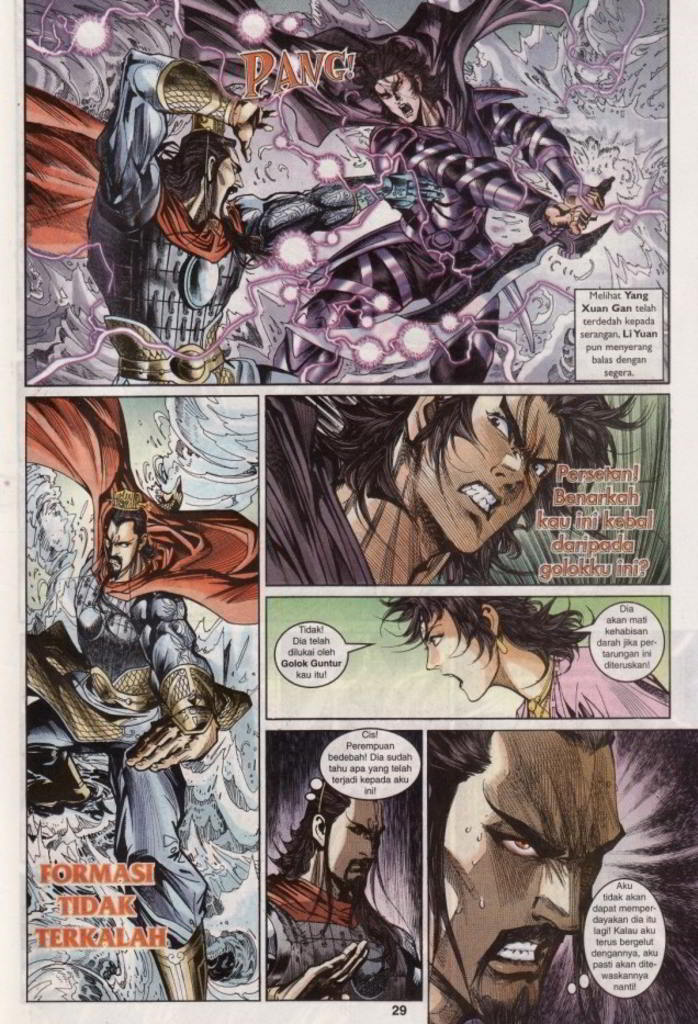 PANG!
Melihat Yang
Xuan Gan telah
terdedah kepada
serangan, Li Yuan
pun menyerang
balas dengan
segera.
FORMASI
TIDAK
TERKALAH
Persetan!
Benarkah
kau ini kebal
daripada
golokku ini?
Tidak!
Dia telah
dilukai oleh
Golok Guntur
kau itu!
Dia
akan mati
kehabisan
darah jika per-
tarungan ini
diteruskan!
Cis!
Perempuan
bedebah! Dia sudah
tahu apa yang telah
terjadi kepada aku
ini!
Aku
tidak akan
dapat memper-
dayakan dia itu
lagi! Kalau aku
terus bergelut
dengannya, aku
pasti akan dite-
waskannya
nanti!
29